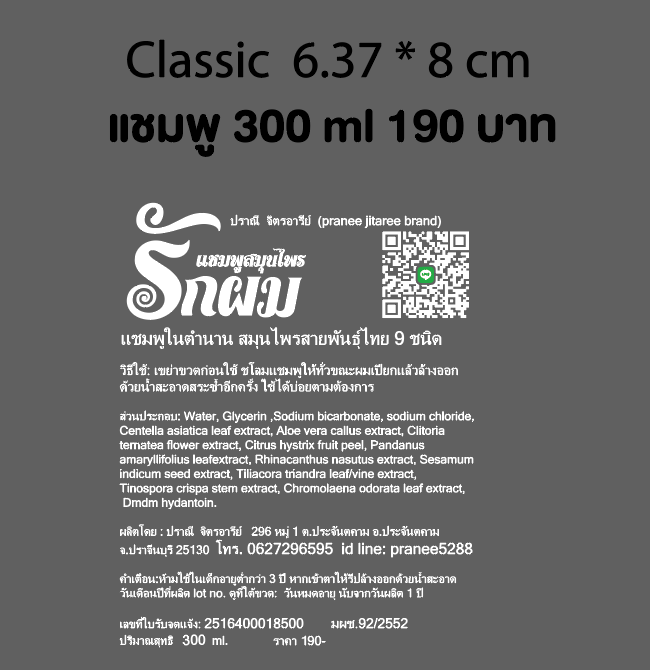 Classic 6.37 * 8 cm
แชมพู 300 ml 190 บาท
ปราณี จิตรอารีย์ (pranee jitaree brand)
แชมพูสมุนไพร
รักผม
แชมพูในตำนาน สมุนไพรสายพันธุ์ไทย 9 ชนิด
วิธีใช้: เขย่าขวดก่อนใช้ ชโลมแชมพูให้ทั่วขณะผมเปียกแล้วล้างออก
ด้วยน้ำสะอาดสระซ้ำอีกครั้ง ใช้ได้บ่อยตามต้องการ
ส่วนประกอบ: Water, Glycerin ,Sodium bicarbonate, sodium chloride,
Centella asiatica leaf extract, Aloe vera callus extract, Clitoria
ternatea flower extract, Citrus hystrix fruit peel, Pandanus
amaryllifolius leafextract, Rhinacanthus nasutus extract, Sesamum
indicum seed extract, Tiliacora triandra leaf/vine extract,
Tinospora crispa stem extract, Chromolaena odorata leaf extract,
Dmdm hydantoin.
ผลิตโดย : ปราณี จิตรอารีย์ 296 หมู่ 1 ต.ประจันตคาม อ.ประจันตคาม
จ.ปราจีนบุรี 25130 โทร. 0627296595 id line: pranee5288
คำเตือน:ห้ามใช้ในเด็กอายุต่ำกว่า 3 ปี หากเข้าตาให้รีบล้างออกด้วยน้ำสะอาด
วันเดือนปีที่ผลิต lot no. ดูที่ใต้ขวด: วันหมดอายุ นับจากวันผลิต 1 ปี
เลขที่ใบรับจดแจ้ง: 2516400018500 มผช.92/2552
ปริมาณสุทธิ 300 ml. ราคา 190-